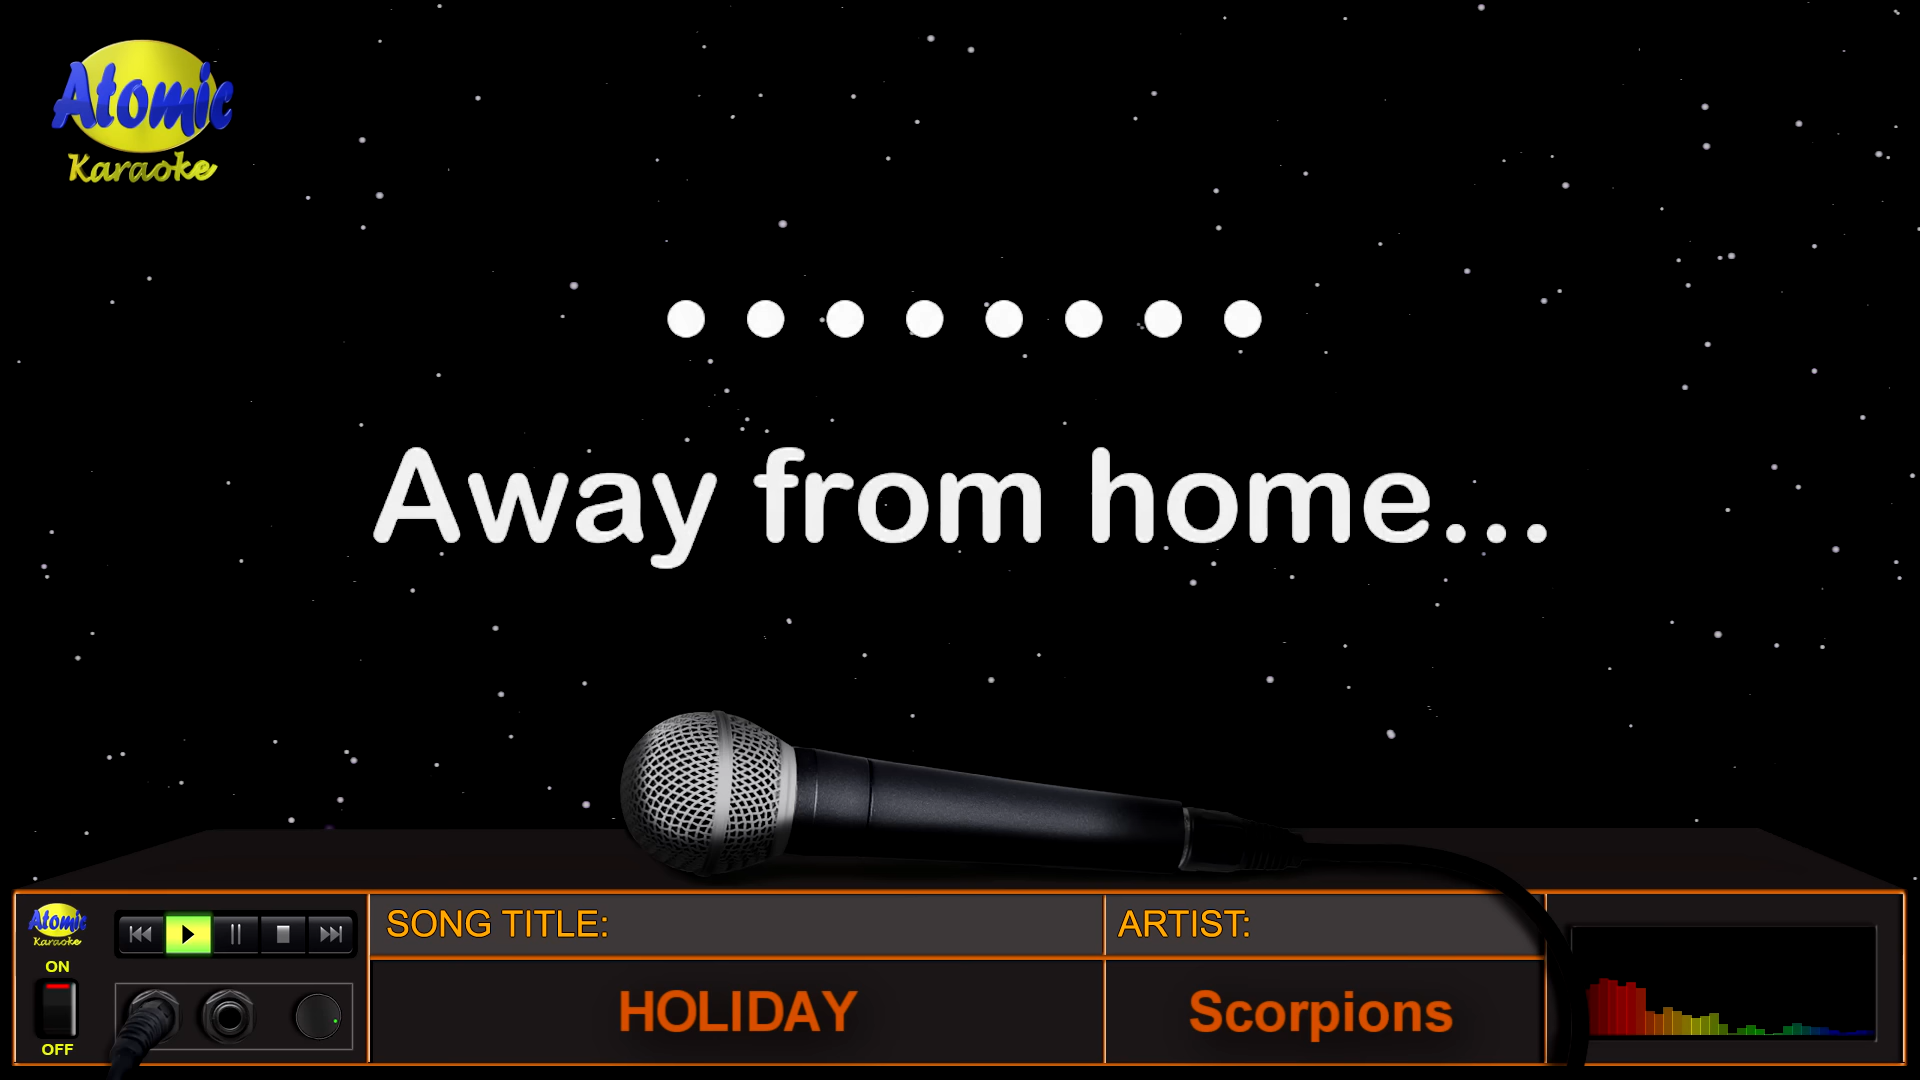 Atomic
Karaoke
Away from home...
Atomic
Karaoke
ON
OFF
SONG TITLE:
ARTIST:
HOLIDAY
Scorpions